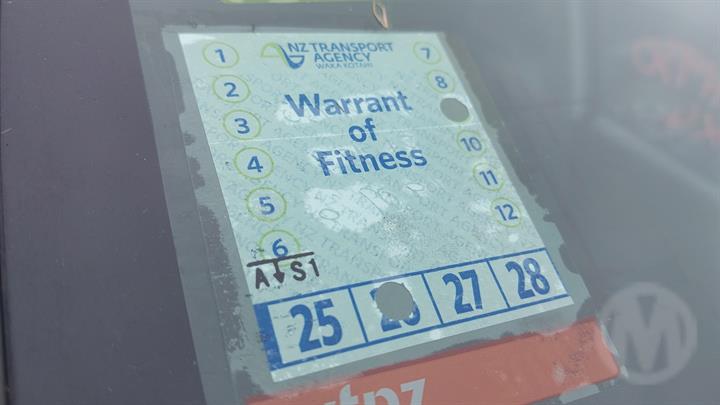 NZ TRANSPORT
AGENCY
WAKA KOTAHI
Warrant
of
Fitness
1
2
3
4
5
6
7
8
10
11
12
A S1
25 27 28
M